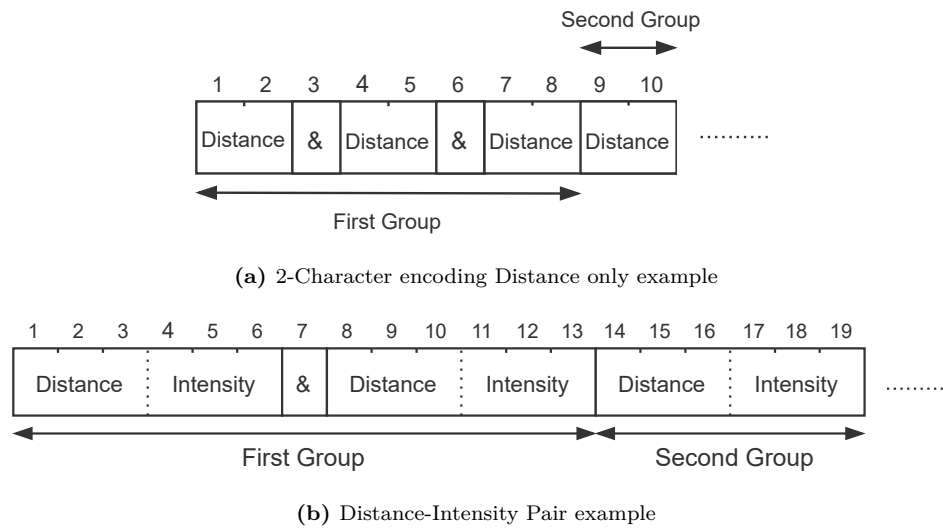 Second Group
1 2 3 4 5 6 7 8 9 10
Distance & Distance & Distance Distance ..........
First Group
(a) 2-Character encoding Distance only example
1 2 3 4 5 6 7 8 9 10 11 12 13 14 15 16 17 18 19
Distance Intensity & Distance Intensity Distance Intensity ..........
First Group Second Group
(b) Distance-Intensity Pair example